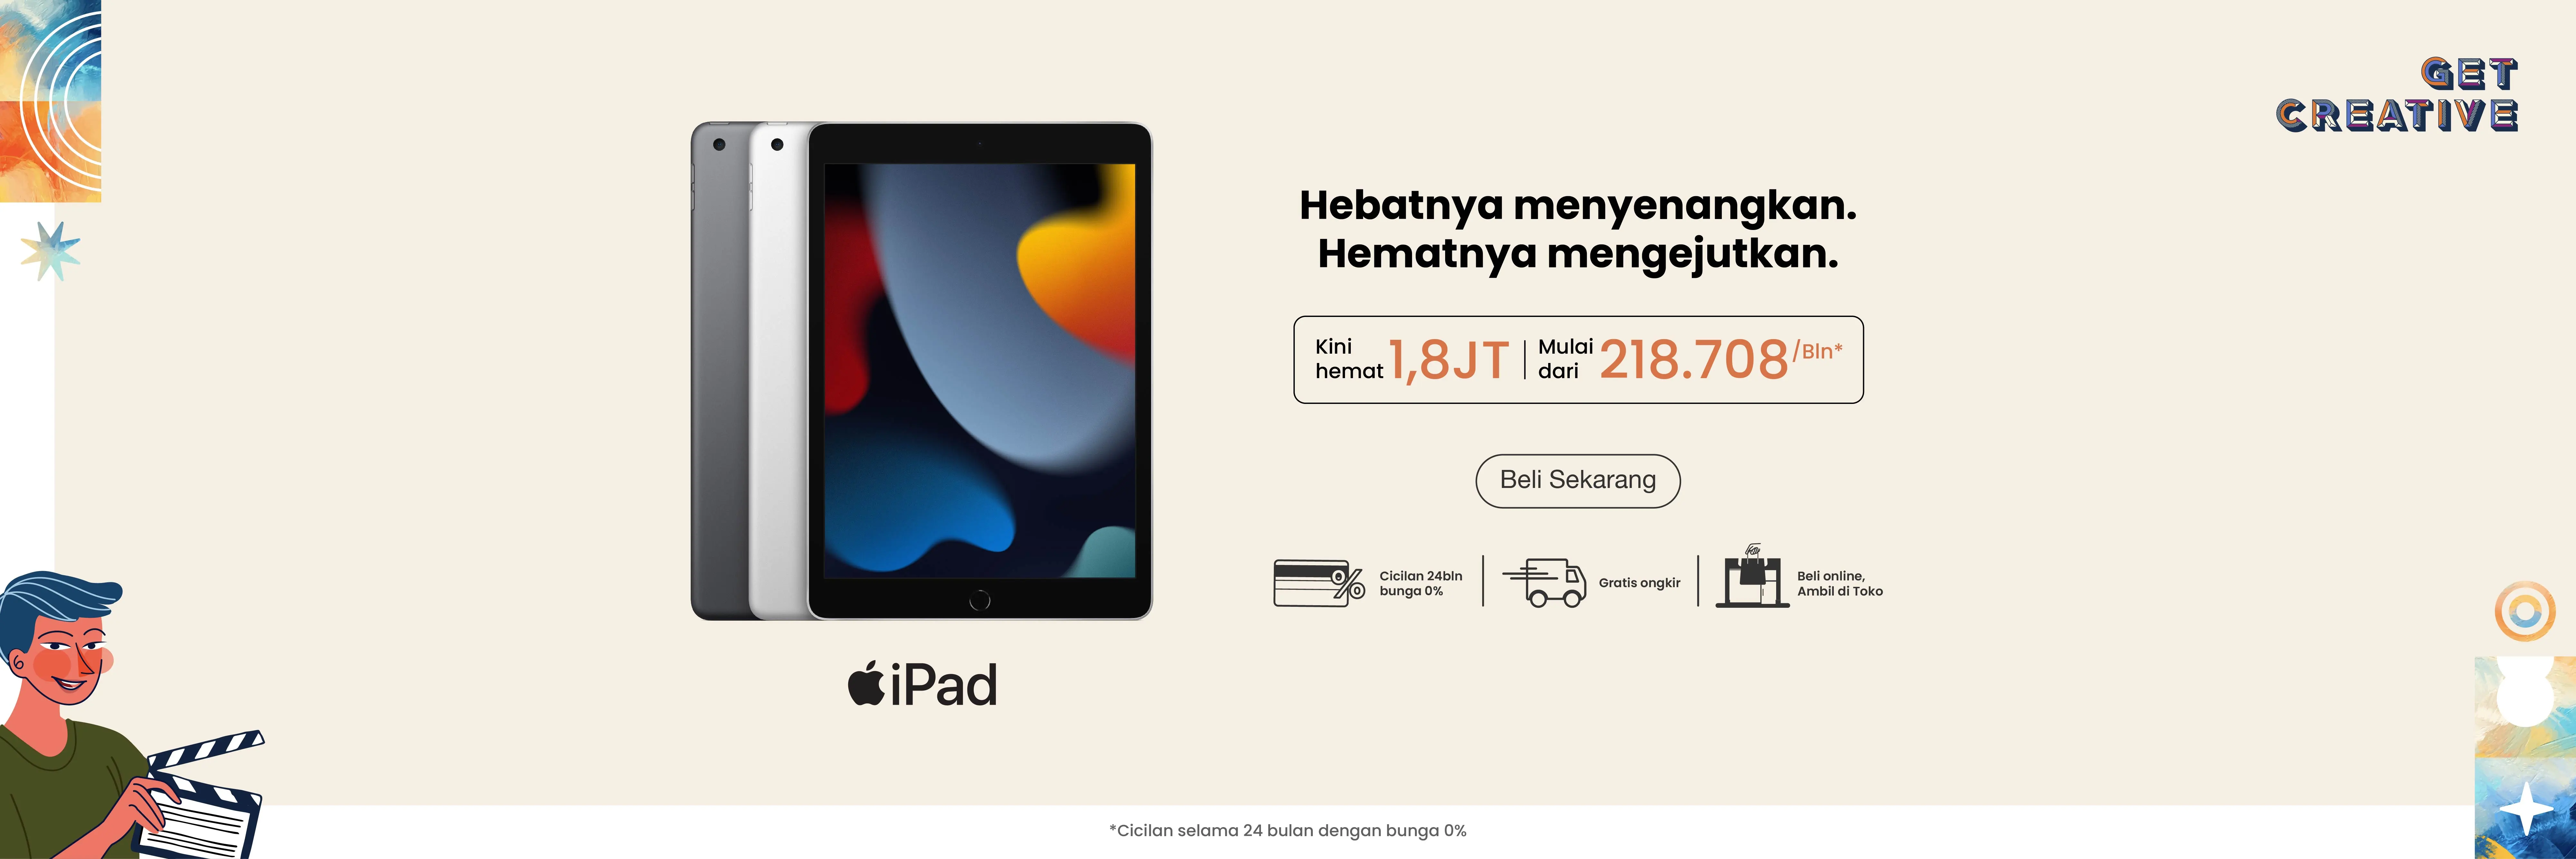 GET
CREATIVE
Hebatnya menyenangkan.
Hematnya mengejutkan.
Kini
hemat 1,8JT
Mulai
dari 218.708/Bln*
Beli Sekarang
Cicilan 24bln
bunga 0%
Gratis ongkir
Beli online,
Ambil di Toko
iPad
*Cicilan selama 24 bulan dengan bunga 0%